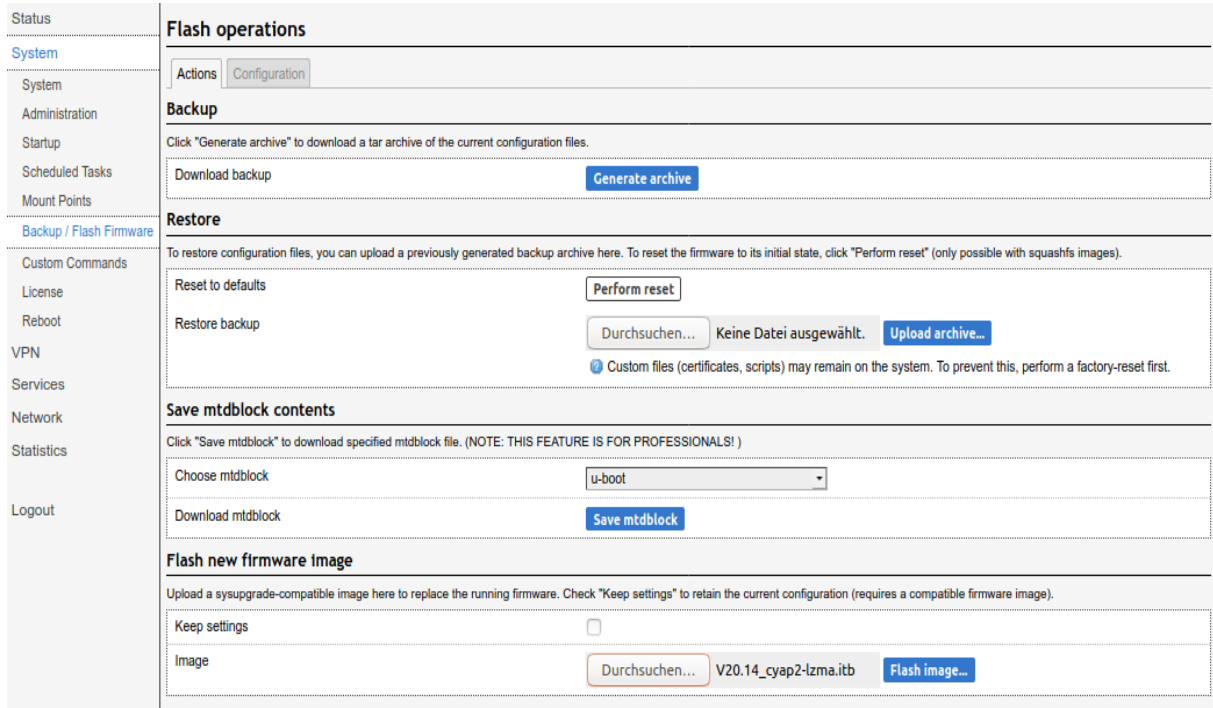 Status
System
System
Administration
Startup
Scheduled Tasks
Mount Points
Backup / Flash Firmware
Custom Commands
License
Reboot
VPN
Services
Network
Statistics
Logout
Flash operations
Actions Configuration
Backup
Click "Generate archive" to download a tar archive of the current configuration files.
Download backup Generate archive
Restore
To restore configuration files, you can upload a previously generated backup archive here. To reset the firmware to its initial state, click "Perform reset" (only possible with squashfs images).
Reset to defaults Perform reset
Restore backup Durchsuchen... Keine Datei ausgewählt. Upload archive...
Custom files (certificates, scripts) may remain on the system. To prevent this, perform a factory-reset first.
Save mtdblock contents
Click "Save mtdblock" to download specified mtdblock file. (NOTE: THIS FEATURE IS FOR PROFESSIONALS! )
Choose mtdblock u-boot
Download mtdblock Save mtdblock
Flash new firmware image
Upload a sysupgrade-compatible image here to replace the running firmware. Check "Keep settings" to retain the current configuration (requires a compatible firmware image).
Keep settings
Image Durchsuchen... V20.14_cyap2-lzma.itb Flash image...